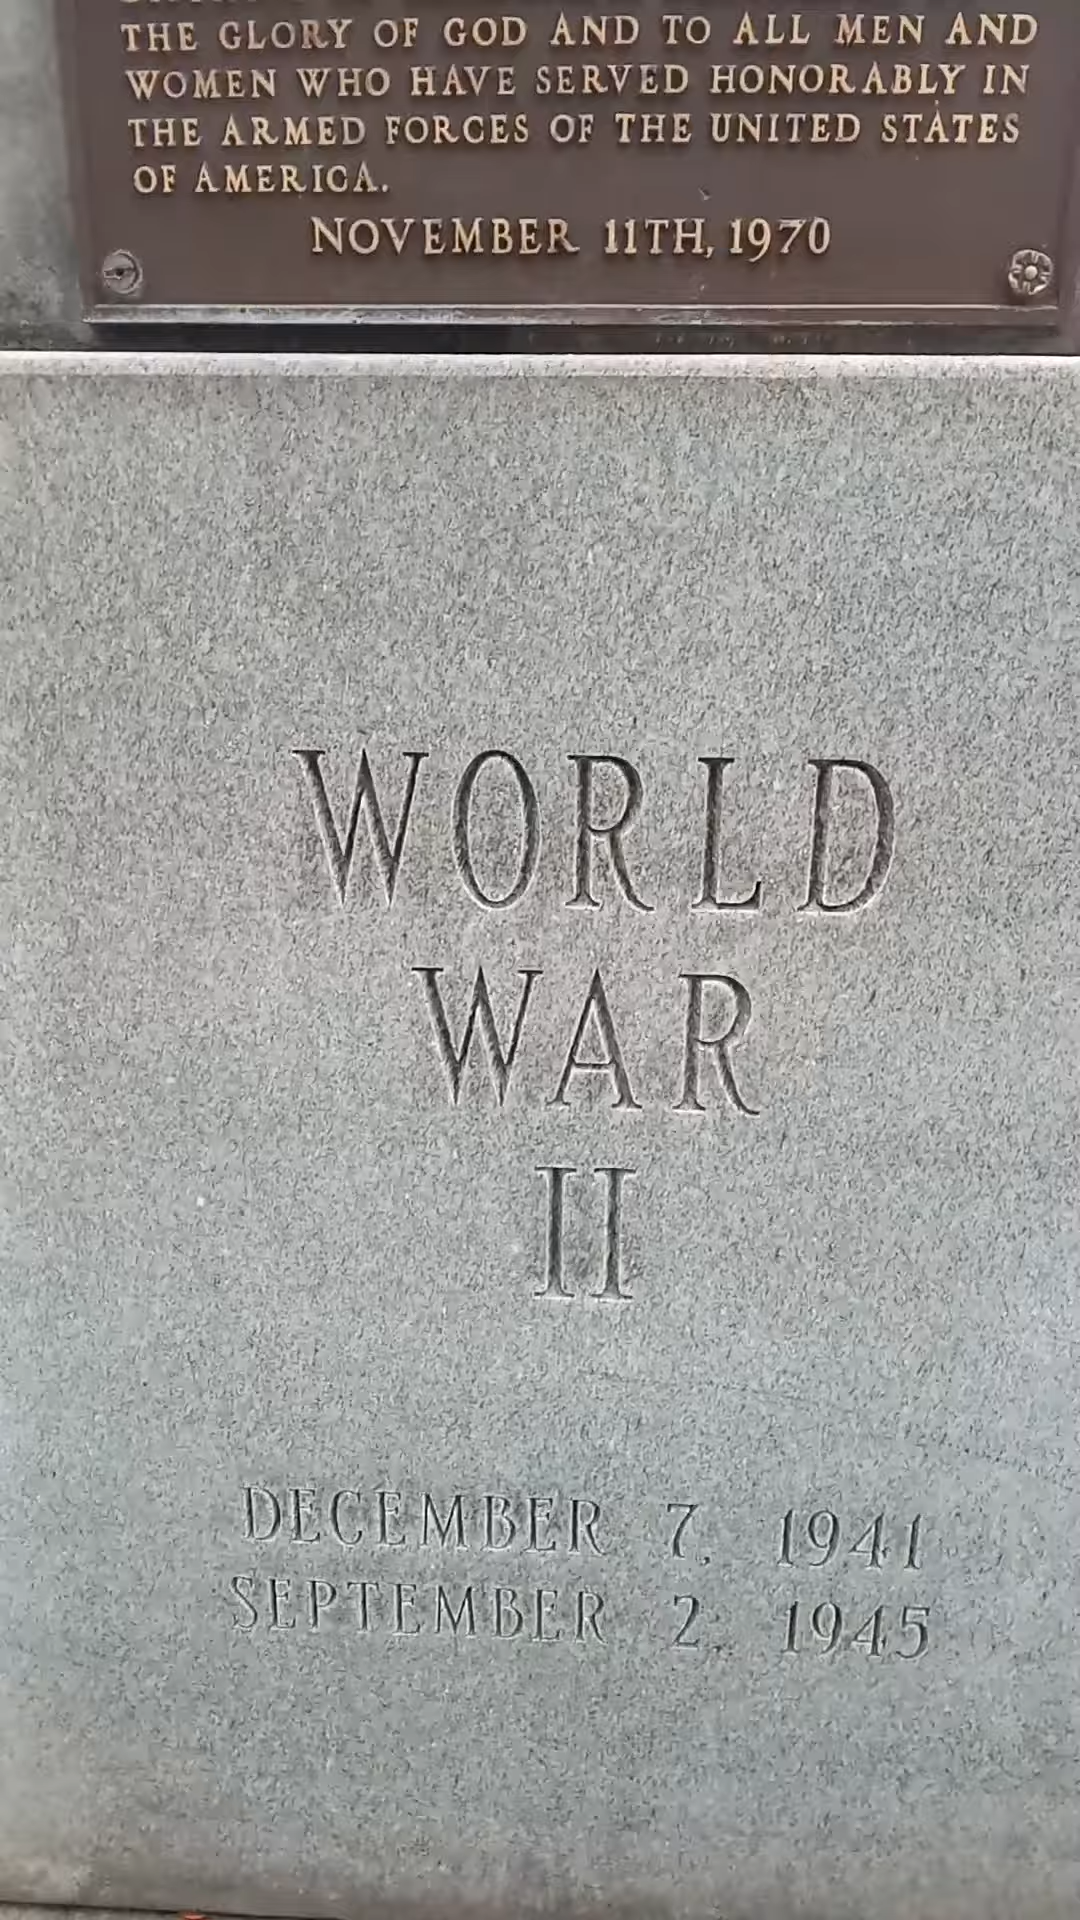 THE GLORY OF GOD AND TO ALL MEN AND
WOMEN WHO HAVE SERVED HONORABLY IN
THE ARMED FORCES OF THE UNITED STATES
OF AMERICA.
NOVEMBER 11TH, 1970
WORLD
WAR
II
DECEMBER 7, 1941
SEPTEMBER 2, 1945